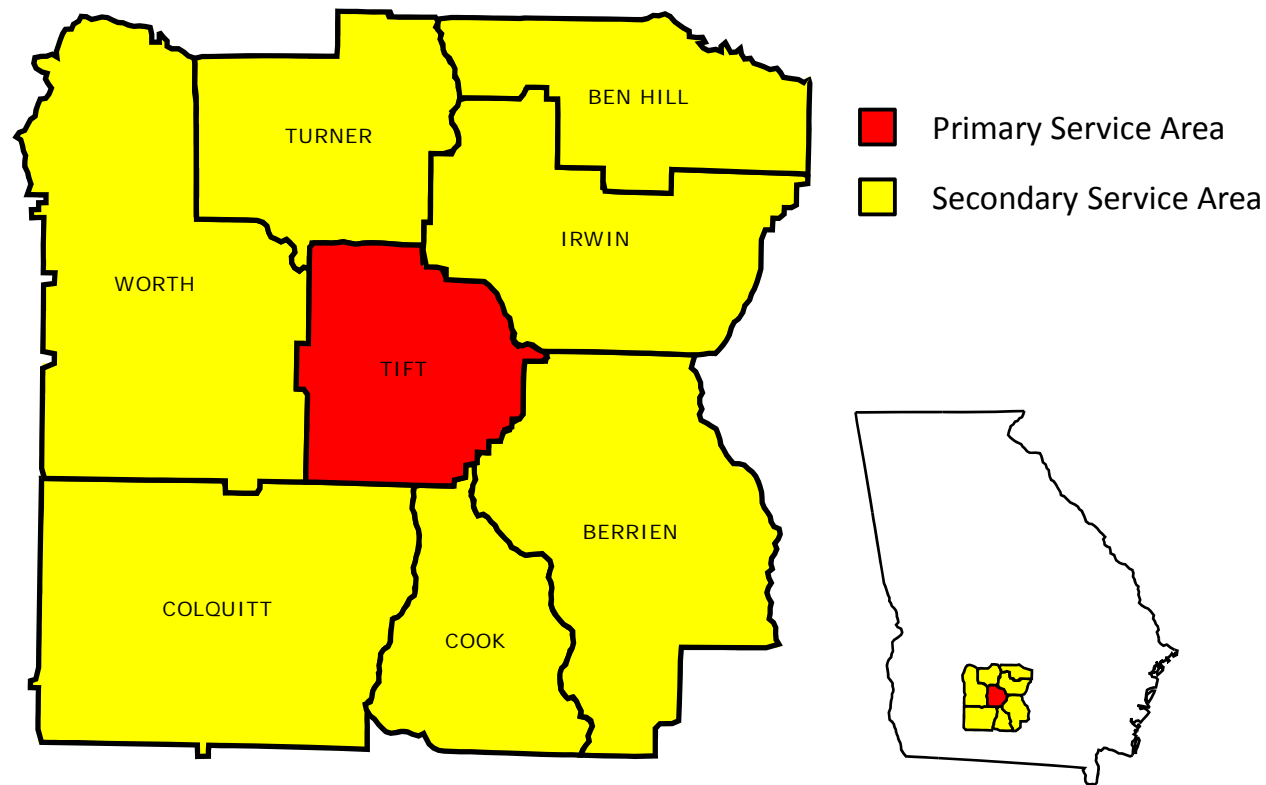 BEN HILL
TURNER
Primary Service Area
Secondary Service Area
IRWIN
WORTH
TIFT
BERRIEN
COLQUITT
COOK